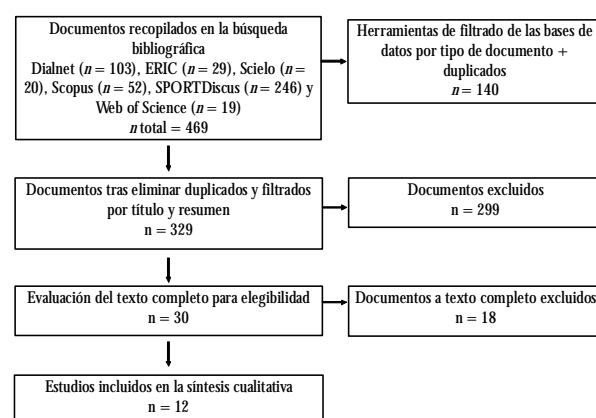 Documentos recopilados en la búsqueda
bibliográfica
Dialnet (n = 103), ERIC (n = 29), Scielo (n =
20), Scopus (n = 52), SPORTDiscus (n = 246) y
Web of Science (n = 19)
n total = 469
Herramientas de filtrado de las bases de
datos por tipo de documento +
duplicados
n= 140
Documentos tras eliminar duplicados y filtrados
por título y resumen
n = 329
Documentos excluidos
n = 299
Evaluación del texto completo para elegibilidad
n = 30
Documentos a texto completo excluidos
n = 18
Estudios incluidos en la síntesis cualitativa
n = 12